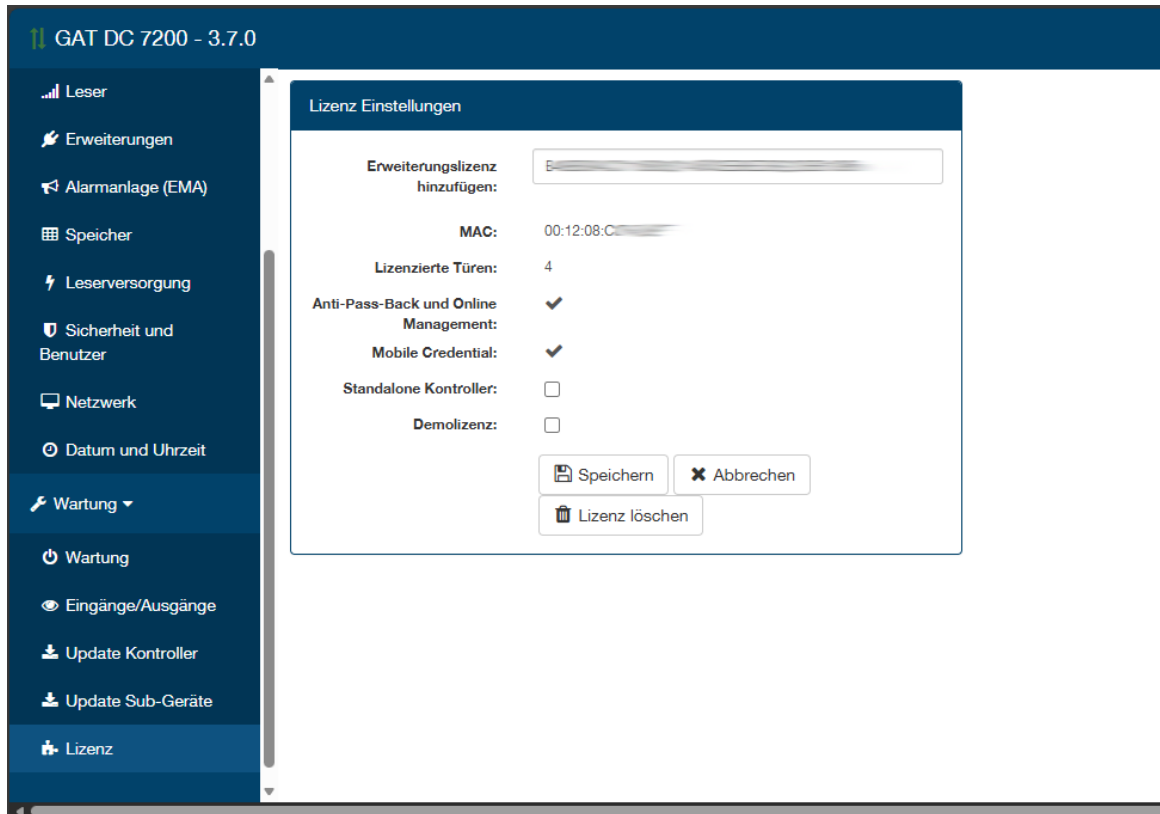 GAT DC 7200 - 3.7.0
Leser
Erweiterungen
Alarmanlage (EMA)
Speicher
Leserversorgung
Sicherheit und
Benutzer
Netzwerk
Datum und Uhrzeit
Wartung
Wartung
Eingänge/Ausgänge
Update Kontroller
Update Sub-Geräte
Lizenz
Lizenz Einstellungen
Erweiterungslizenz
hinzufügen:
MAC: 00:12:08:
Lizenzierte Türen: 4
Anti-Pass-Back und Online
Management:
Mobile Credential:
Standalone Kontroller:
Demolizenz:
Speichern Abbrechen
Lizenz löschen